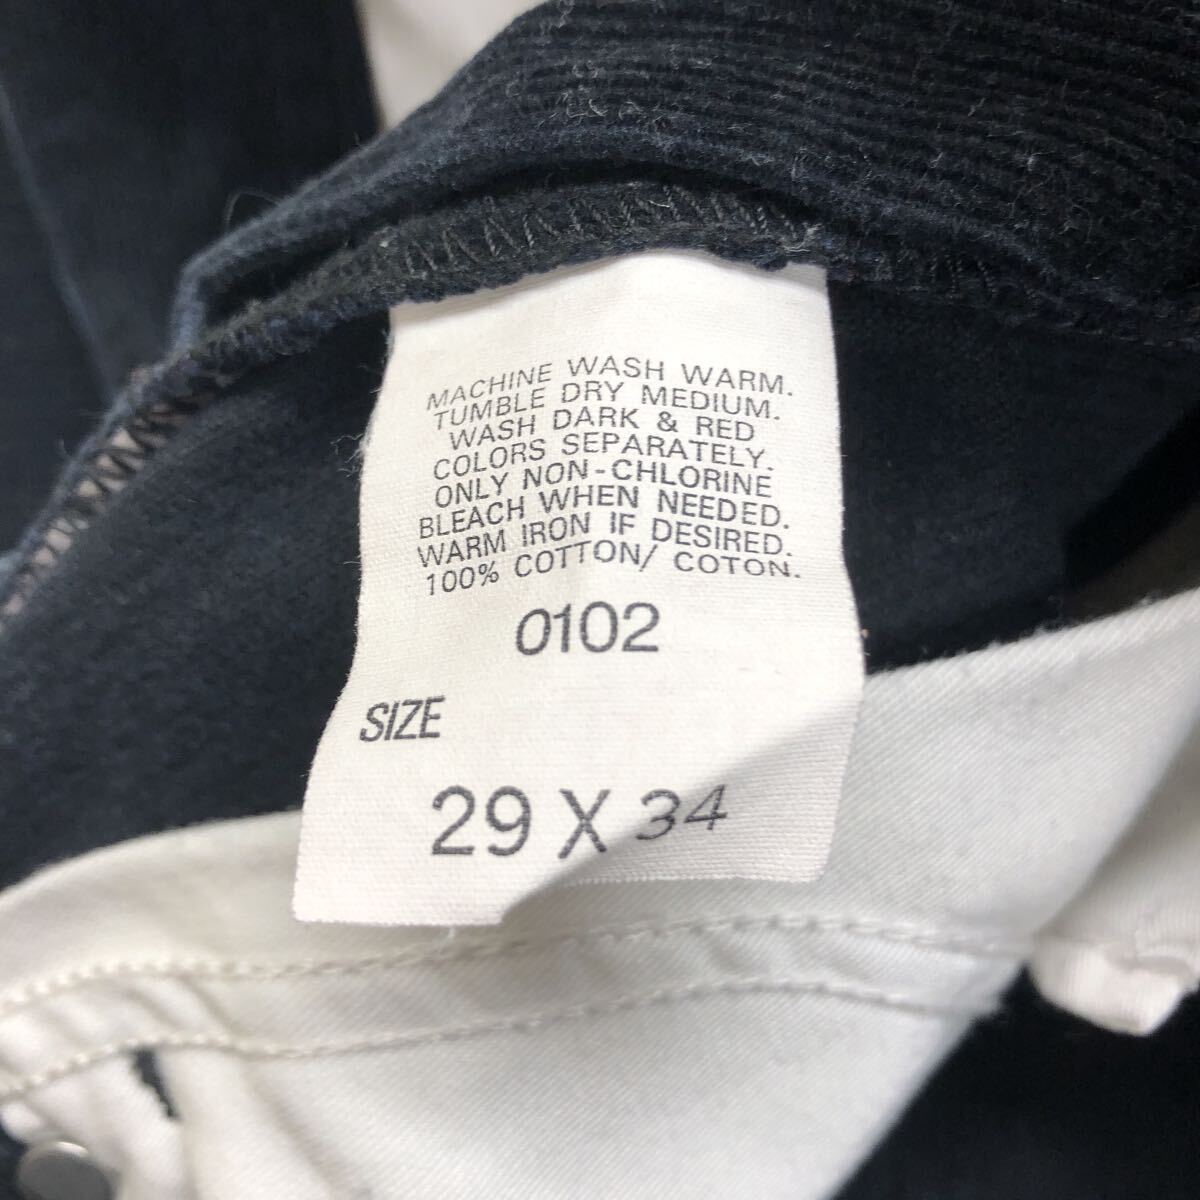 MACHINE WASH WARM.
TUMBLE DRY MEDIUM.
WASH DARK & RED
COLORS SEPARATELY.
ONLY NON-CHLORINE
BLEACH WHEN NEEDED.
WARM IRON IF DESIRED.
100% COTTON/ COTON.
0102
SIZE
29 X 34